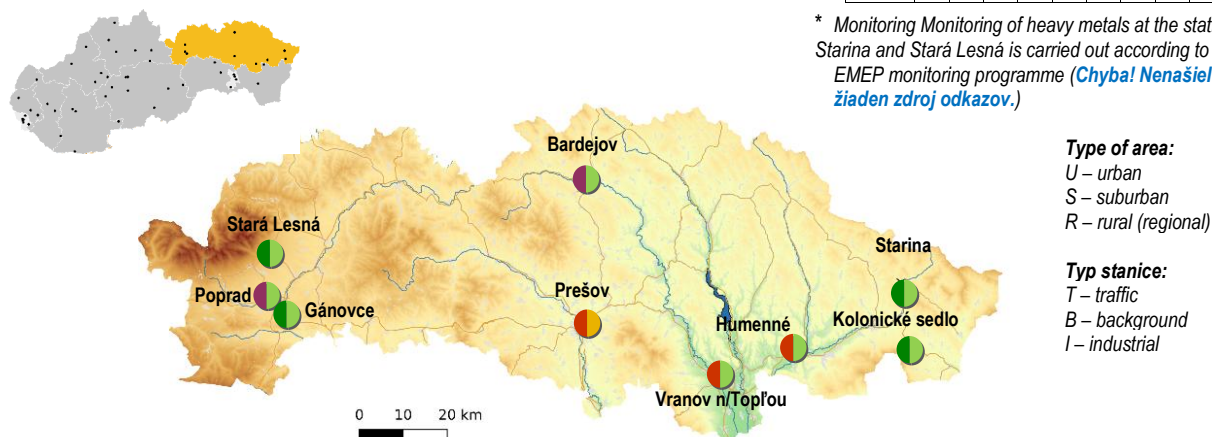 * Monitoring Monitoring of heavy metals at the stat
Starina and Stará Lesná is carried out according to
EMEP monitoring programme (Chyba! Nenašiel
žiaden zdroj odkazov.)
Bardejov
Type of area:
U – urban
S – suburban
R – rural (regional)
Stará Lesná
Starina
Typ stanice:
T – traffic
B – background
I – industrial
Poprad
Gánovce
Prešov
Humenné
Kolonické sedlo
Vranov n/Topľou
0 10 20 km